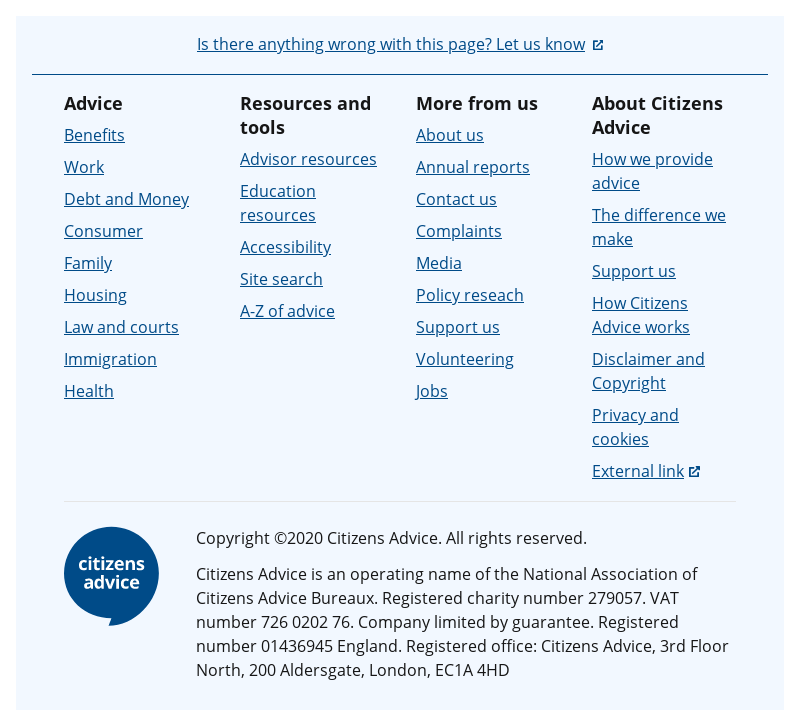 Is there anything wrong with this page? Let us know
Advice
Benefits
Work
Debt and Money
Consumer
Family
Housing
Law and courts
Immigration
Health
Resources and
tools
Advisor resources
Education
resources
Accessibility
Site search
A-Z of advice
More from us
About us
Annual reports
Contact us
Complaints
Media
Policy reseach
Support us
Volunteering
Jobs
About Citizens
Advice
How we provide
advice
The difference we
make
Support us
How Citizens
Advice works
Disclaimer and
Copyright
Privacy and
cookies
External link
citizens
advice
Copyright ©2020 Citizens Advice. All rights reserved.
Citizens Advice is an operating name of the National Association of
Citizens Advice Bureaux. Registered charity number 279057. VAT
number 726 0202 76. Company limited by guarantee. Registered
number 01436945 England. Registered office: Citizens Advice, 3rd Floor
North, 200 Aldersgate, London, EC1A 4HD